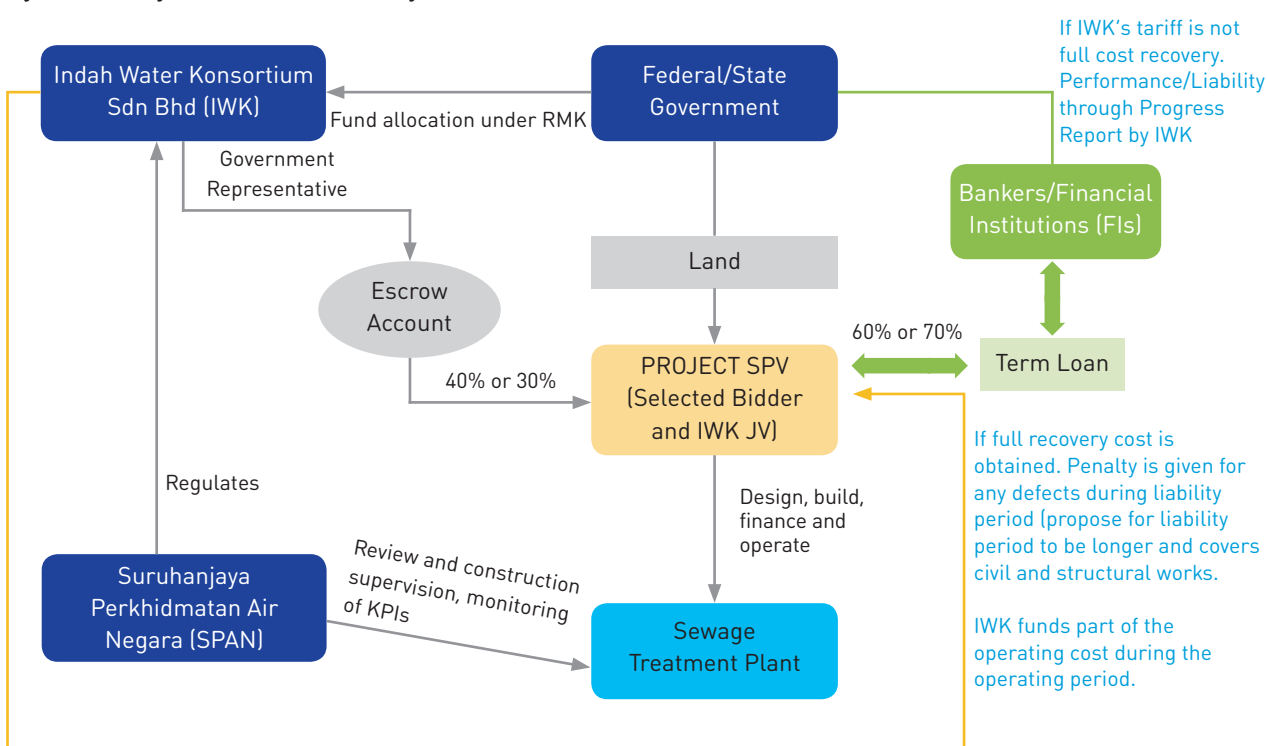 Indah Water Konsortium
Sdn Bhd (IWK)
Federal/State
Government
If IWK's tariff is not
full cost recovery.
Performance/Liability
through Progress
Report by IWK
Fund allocation under RMK
Government
Representative
Bankers/Financial
Institutions (FIs)
Land
Escrow
Account
60% or 70%
Term Loan
PROJECT SPV
(Selected Bidder
and IWK JV)
40% or 30%
If full recovery cost is
obtained. Penalty is given for
any defects during liability
period (propose for liability
period to be longer and covers
civil and structural works.
Regulates
Design, build,
finance and
operate
Review and construction
supervision, monitoring
of KPIs
Suruhanjaya
Perkhidmatan Air
Negara (SPAN)
Sewage
Treatment Plant
IWK funds part of the
operating cost during the
operating period.